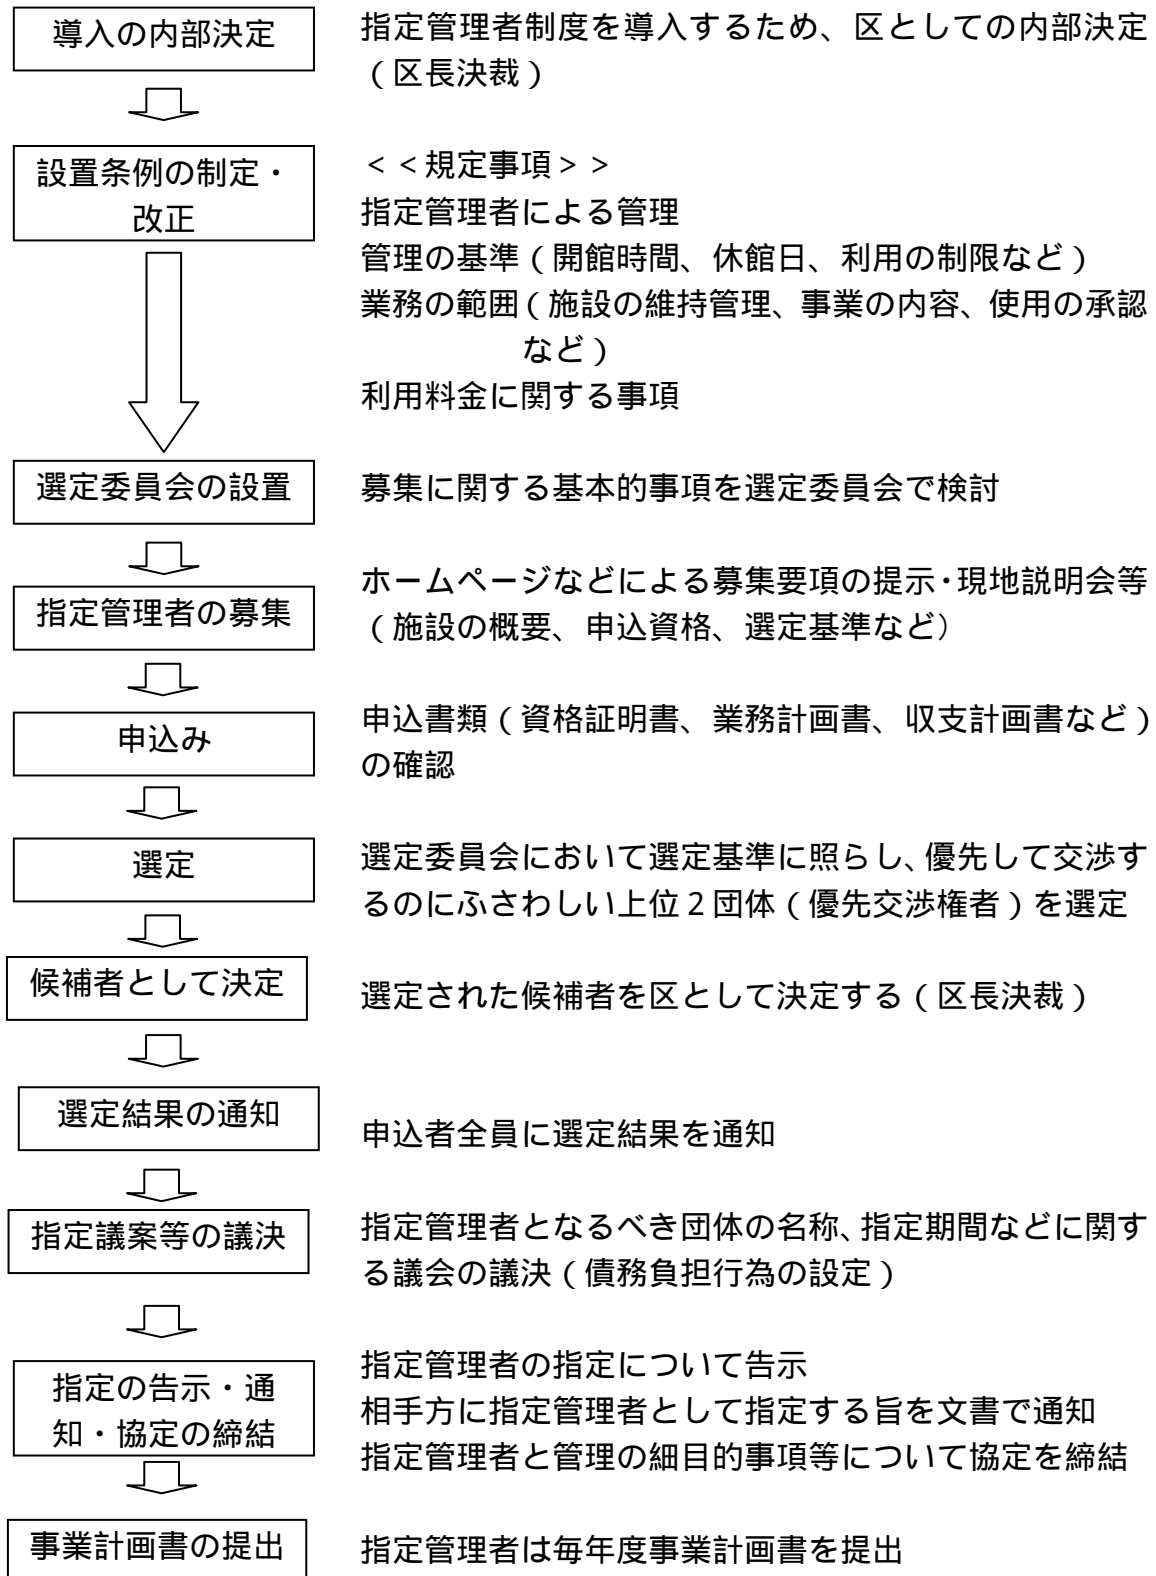 導入の内部決定
指定管理者制度を導入するため、区としての内部決定
（区長決裁）
設置条例の制定・
改正
＜＜規定事項＞＞
指定管理者による管理
管理の基準（開館時間、休館日、利用の制限など）
業務の範囲（施設の維持管理、事業の内容、使用の承認
など）
利用料金に関する事項
選定委員会の設置
募集に関する基本的事項を選定委員会で検討
指定管理者の募集
ホームページなどによる募集要項の提示・現地説明会等
（施設の概要、申込資格、選定基準など）
申込み
申込書類（資格証明書、業務計画書、収支計画書など）
の確認
選定
選定委員会において選定基準に照らし、優先して交渉す
るのにふさわしい上位２団体（優先交渉権者）を選定
候補者として決定
選定された候補者を区として決定する（区長決裁）
選定結果の通知
申込者全員に選定結果を通知
指定議案等の議決
指定管理者となるべき団体の名称、指定期間などに関す
る議会の議決（債務負担行為の設定）
指定の告示・通
知・協定の締結
指定管理者の指定について告示
相手方に指定管理者として指定する旨を文書で通知
指定管理者と管理の細目的事項等について協定を締結
事業計画書の提出
指定管理者は毎年度事業計画書を提出